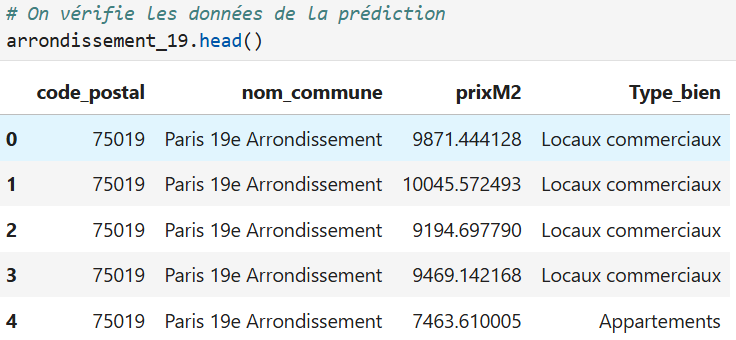 # On vérifie les données de la prédiction
arrondissement_19.head()
code_postal nom_commune prixM2 Type_bien
0 75019 Paris 19e Arrondissement 9871.444128 Locaux commerciaux
1 75019 Paris 19e Arrondissement 10045.572493 Locaux commerciaux
2 75019 Paris 19e Arrondissement 9194.697790 Locaux commerciaux
3 75019 Paris 19e Arrondissement 9469.142168 Locaux commerciaux
4 75019 Paris 19e Arrondissement 7463.610005 Appartements